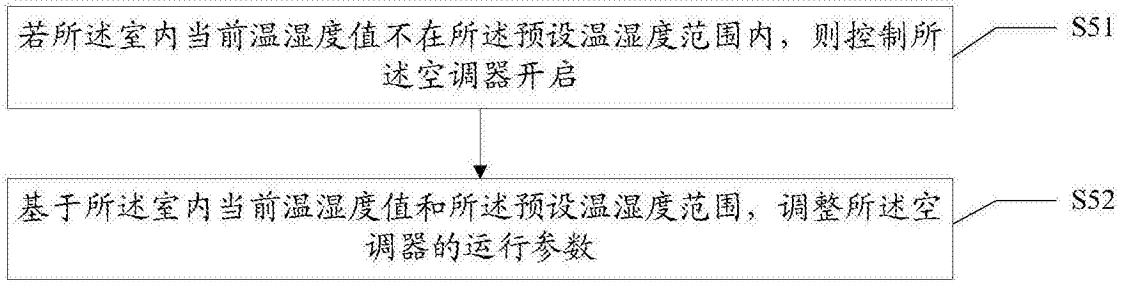 若所述室内当前温湿度值不在所述预设温湿度范围内，则控制所
述空调器开启
S51
基于所述室内当前温湿度值和所述预设温湿度范围，调整所述空
调器的运行参数
S52